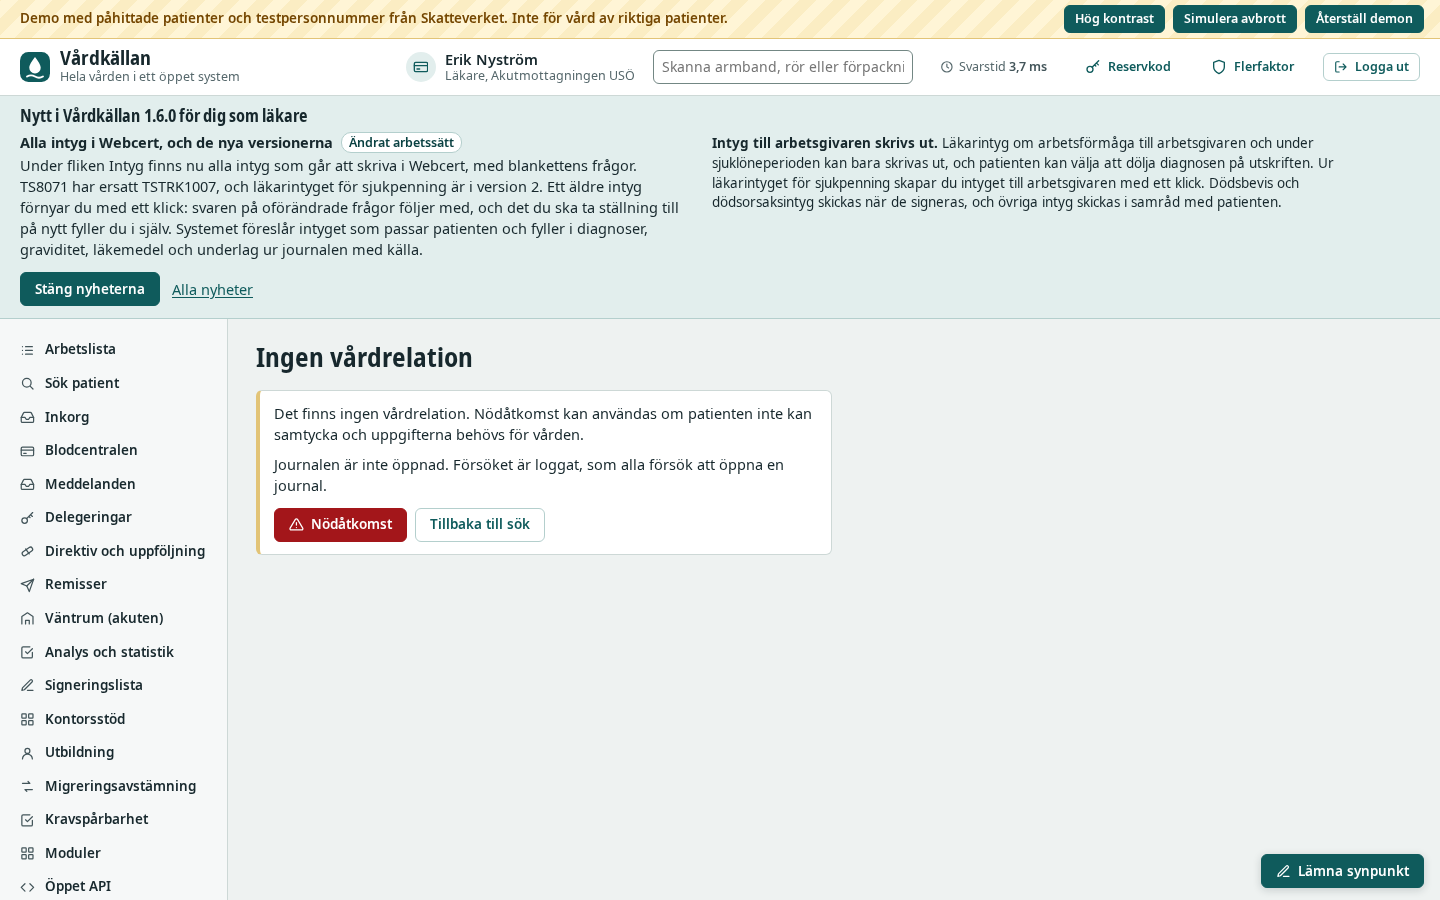 Demo med påhittade patienter och testpersonnummer från Skatteverket. Inte för vård av riktiga patienter.
Hög kontrast
Simulera avbrott
Återställ demon
Vårdkällan
Hela vården i ett öppet system
Erik Nyström
Läkare, Akutmottagningen USÖ
Skanna armband, rör eller förpackni
Svarstid 3,7 ms
Reservkod
Flerfaktor
Logga ut
Nytt i Vårdkällan 1.6.0 för dig som läkare
Alla intyg i Webcert, och de nya versionerna
Ändrat arbetssätt
Under fliken Intyg finns nu alla intyg som går att skriva i Webcert, med blankettens frågor.
TS8071 har ersatt TSTRK1007, och läkarintyget för sjukpenning är i version 2. Ett äldre intyg
förnyar du med ett klick: svaren på oförändrade frågor följer med, och det du ska ta ställning till
på nytt fyller du i själv. Systemet föreslår intyget som passar patienten och fyller i diagnoser,
graviditet, läkemedel och underlag ur journalen med källa.
Intyg till arbetsgivaren skrivs ut. Läkarintyg om arbetsförmåga till arbetsgivaren och under
sjuklöneperioden kan bara skrivas ut, och patienten kan välja att dölja diagnosen på utskriften. Ur
läkarintyget för sjukpenning skapar du intyget till arbetsgivaren med ett klick. Dödsbevis och
dödsorsaksintyg skickas när de signeras, och övriga intyg skickas i samråd med patienten.
Stäng nyheterna
Alla nyheter
Arbetslista
Sök patient
Inkorg
Blodcentralen
Meddelanden
Delegeringar
Direktiv och uppföljning
Remisser
Väntrum (akuten)
Analys och statistik
Signeringslista
Kontorsstöd
Utbildning
Migreringsavstämning
Kravspårbarhet
Moduler
Öppet API
Ingen vårdrelation
Det finns ingen vårdrelation. Nödåtkomst kan användas om patienten inte kan
samtycka och uppgifterna behövs för vården.
Journalen är inte öppnad. Försöket är loggat, som alla försök att öppna en
journal.
Nödåtkomst
Tillbaka till sök
Lämna synpunkt